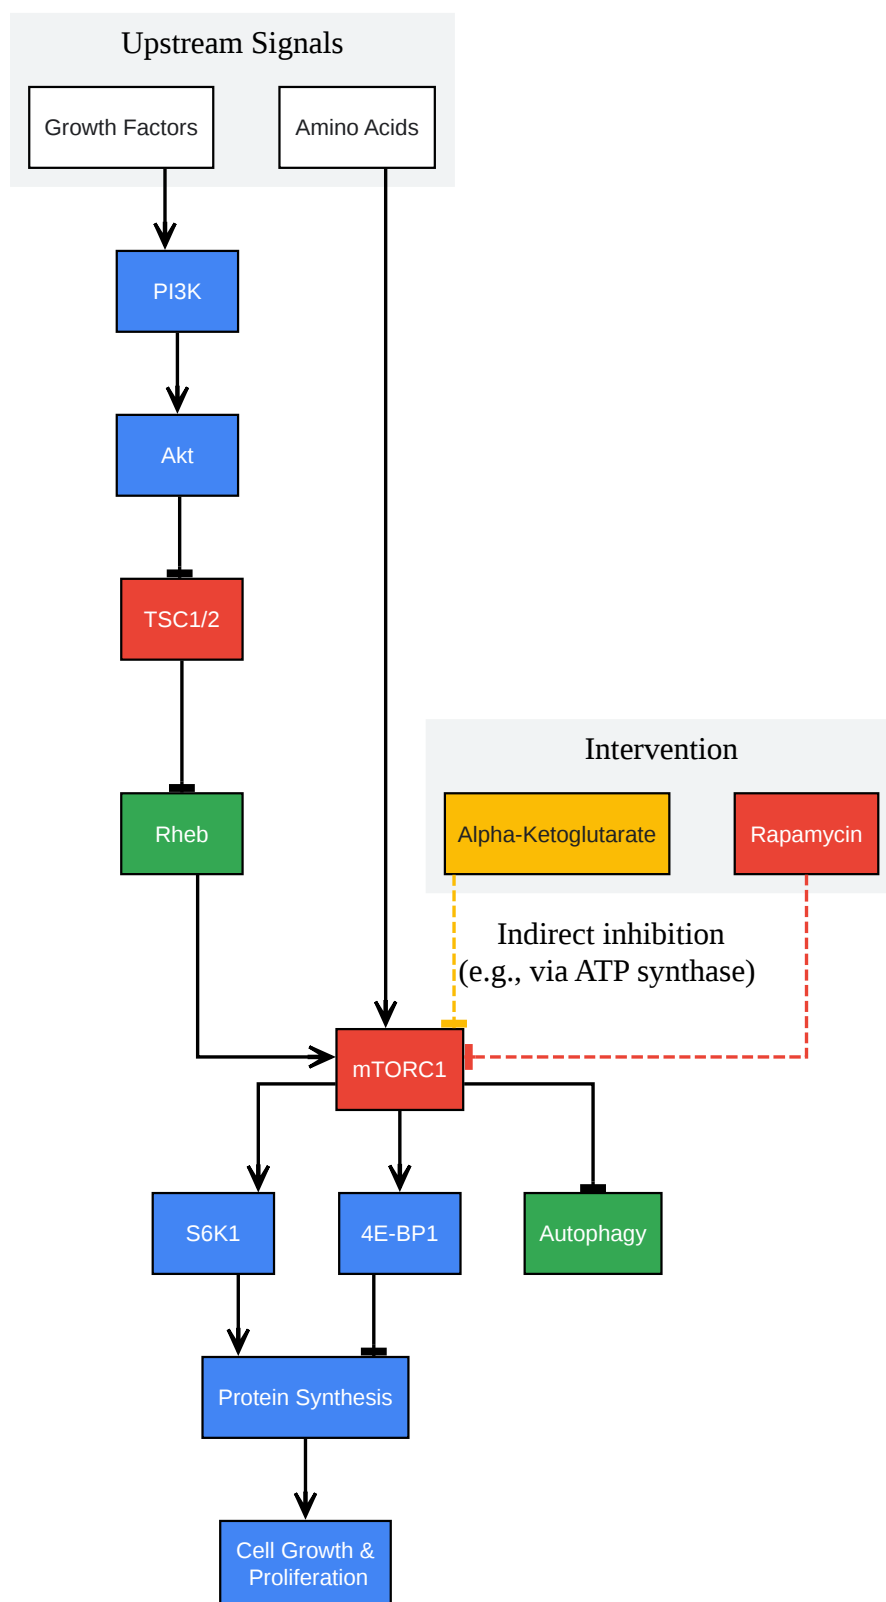 Upstream Signals
Growth Factors
Amino Acids
PI3K
Akt
TSC1/2
Intervention
Rheb
Alpha-Ketoglutarate
Rapamycin
Indirect inhibition
(e.g., via ATP synthase)
mTORC1
S6K1
4E-BP1
Autophagy
Protein Synthesis
Cell Growth &
Proliferation